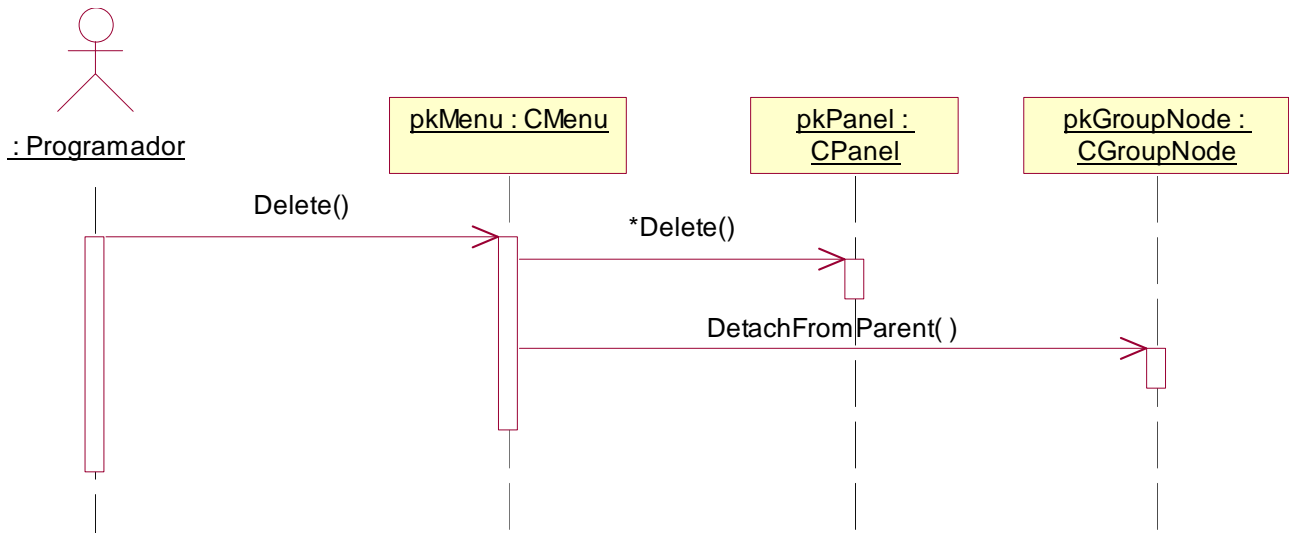 : Programador
pkMenu : CMenu
pkPanel :
CPanel
pkGroupNode :
CGroupNode
Delete()
*Delete()
DetachFromParent( )